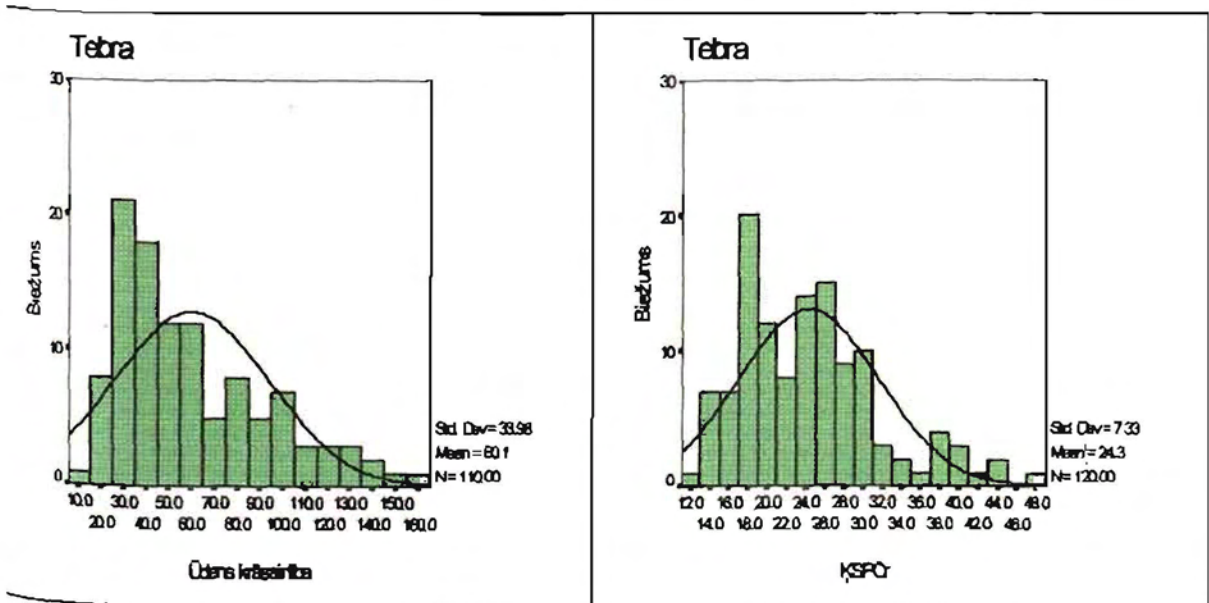 Tebra
30
20
10
0
Biežums
10.0 30.0 50.0 70.0 90.0 110.0 130.0 150.0
20.0 40.0 60.0 80.0 100.0 120.0 140.0 160.0
Std. Dev = 33.98
Mean = 60.1
N = 110.00
Ūdens krāsainība
Tebra
30
20
10
0
Biežums
12.0 16.0 20.0 24.0 28.0 32.0 36.0 40.0 44.0 48.0
14.0 18.0 22.0 26.0 30.0 34.0 38.0 42.0 46.0
Std. Dev = 7.33
Mean = 24.3
N = 120.00
ĶSPCr